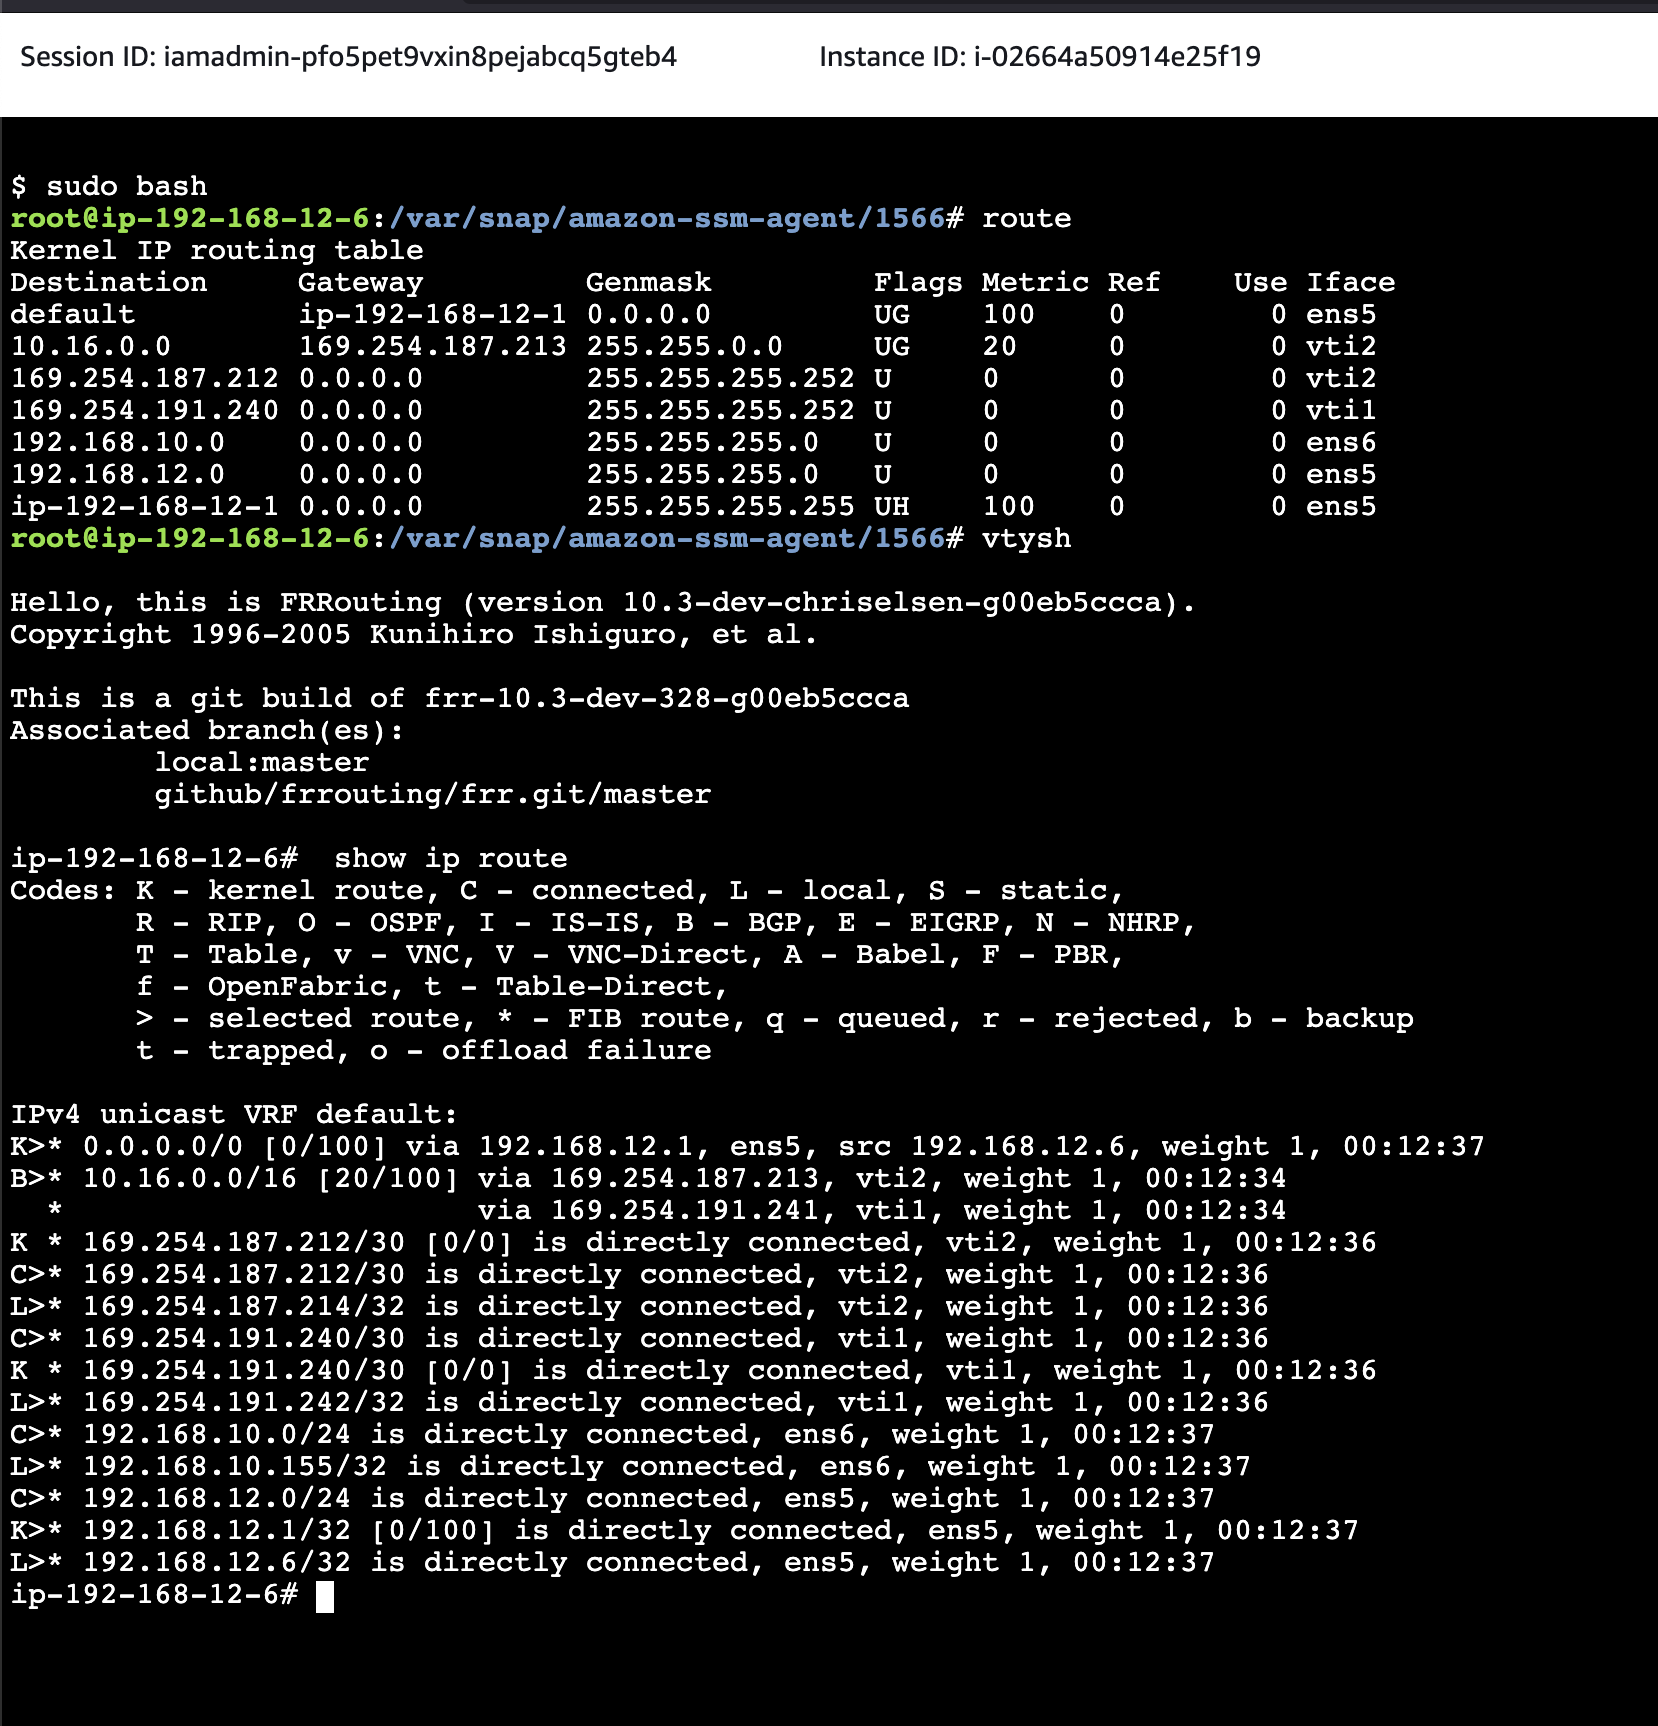 Session ID: iamadmin-pfo5pet9vxin8pejabcq5gteb4          Instance ID: i-02664a50914e25f19
$ sudo bash
root@ip-192-168-12-6:/var/snap/amazon-ssm-agent/1566# route
Kernel IP routing table
Destination     Gateway         Genmask         Flags Metric Ref    Use Iface
default         ip-192-168-12-1 0.0.0.0         UG    100    0        0 ens5
10.16.0.0       169.254.187.213 255.255.0.0     UG    20     0        0 vti2
169.254.187.212 0.0.0.0         255.255.255.252 U     0      0        0 vti2
169.254.191.240 0.0.0.0         255.255.255.252 U     0      0        0 vti1
192.168.10.0    0.0.0.0         255.255.255.0   U     0      0        0 ens6
192.168.12.0    0.0.0.0         255.255.255.0   U     0      0        0 ens5
ip-192-168-12-1 0.0.0.0         255.255.255.255 UH    100    0        0 ens5
root@ip-192-168-12-6:/var/snap/amazon-ssm-agent/1566# vtysh
Hello, this is FRRouting (version 10.3-dev-chriselsen-g00eb5ccca).
Copyright 1996-2005 Kunihiro Ishiguro, et al.
This is a git build of frr-10.3-dev-328-g00eb5ccca
Associated branch(es):
        local:master
        github/frrouting/frr.git/master
ip-192-168-12-6#  show ip route
Codes: K - kernel route, C - connected, L - local, S - static,
       R - RIP, O - OSPF, I - IS-IS, B - BGP, E - EIGRP, N - NHRP,
       T - Table, v - VNC, V - VNC-Direct, A - Babel, F - PBR,
       f - OpenFabric, t - Table-Direct,
       > - selected route, * - FIB route, q - queued, r - rejected, b - backup
       t - trapped, o - offload failure
IPv4 unicast VRF default:
K>* 0.0.0.0/0 [0/100] via 192.168.12.1, ens5, src 192.168.12.6, weight 1, 00:12:37
B>* 10.16.0.0/16 [20/100] via 169.254.187.213, vti2, weight 1, 00:12:34
  *                       via 169.254.191.241, vti1, weight 1, 00:12:34
K * 169.254.187.212/30 [0/0] is directly connected, vti2, weight 1, 00:12:36
C>* 169.254.187.212/30 is directly connected, vti2, weight 1, 00:12:36
L>* 169.254.187.214/32 is directly connected, vti2, weight 1, 00:12:36
C>* 169.254.191.240/30 is directly connected, vti1, weight 1, 00:12:36
K * 169.254.191.240/30 [0/0] is directly connected, vti1, weight 1, 00:12:36
L>* 169.254.191.242/32 is directly connected, vti1, weight 1, 00:12:36
C>* 192.168.10.0/24 is directly connected, ens6, weight 1, 00:12:37
L>* 192.168.10.155/32 is directly connected, ens6, weight 1, 00:12:37
C>* 192.168.12.0/24 is directly connected, ens5, weight 1, 00:12:37
K>* 192.168.12.1/32 [0/100] is directly connected, ens5, weight 1, 00:12:37
L>* 192.168.12.6/32 is directly connected, ens5, weight 1, 00:12:37
ip-192-168-12-6#